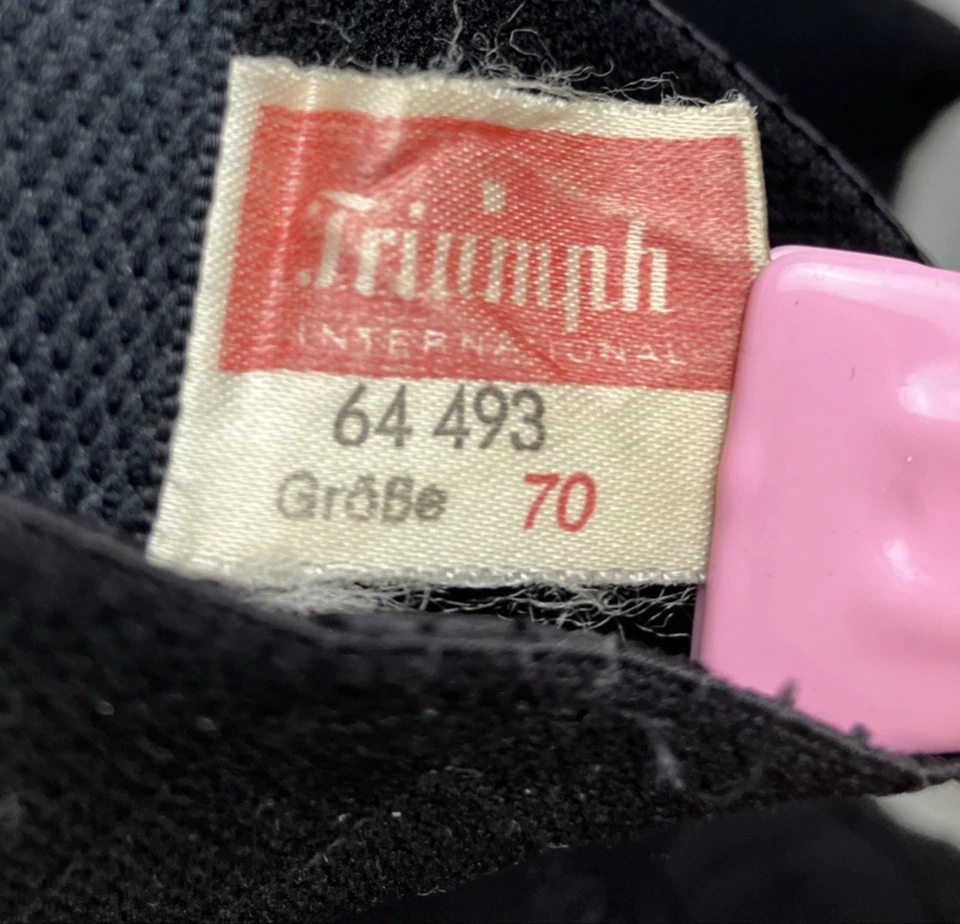 Triumph
INTERNATIONAL
64 493
Größe 70